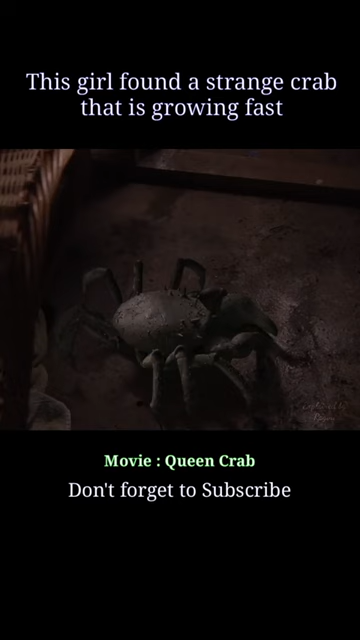 This girl found a strange crab
that is growing fast
Movie : Queen Crab
Don't forget to Subscribe